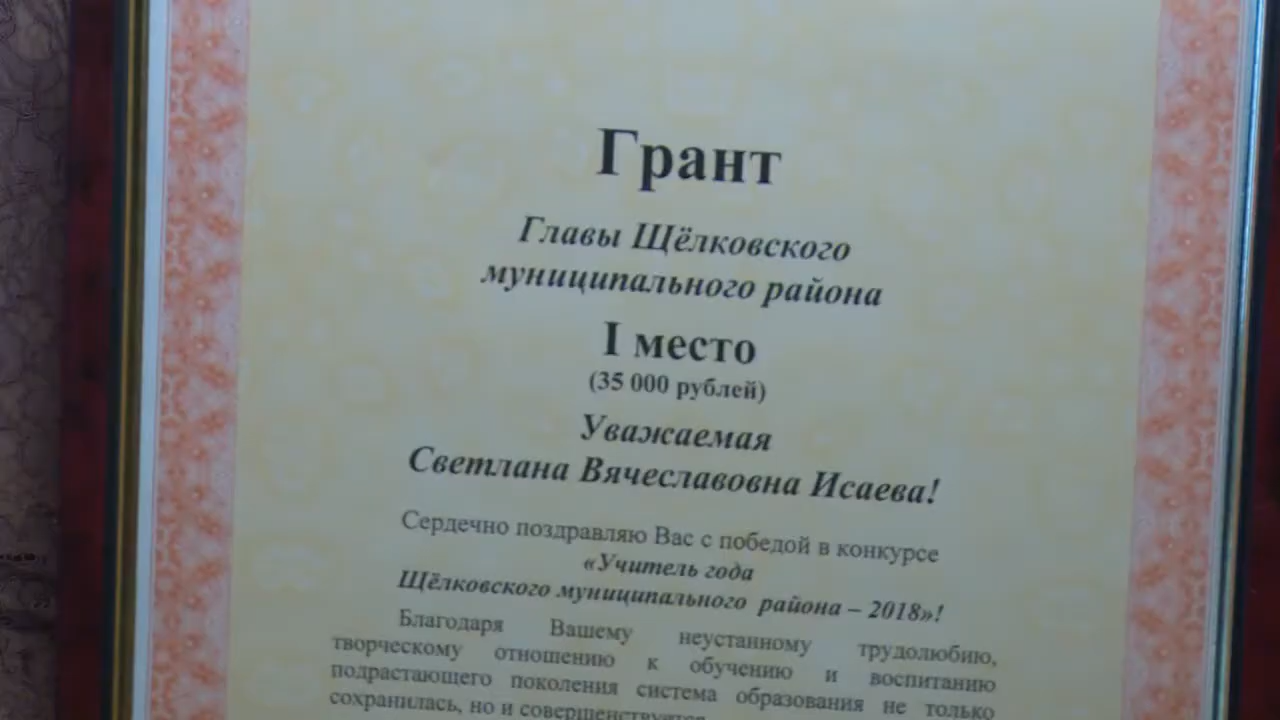 Грант
Главы Щёлковского
муниципального района
I место
(35 000 рублей)
Уважаемая
Светлана Вячеславовна Исаева!
Сердечно поздравляю Вас с победой в конкурсе
«Учитель года
Щёлковского муниципального района – 2018»!
Благодаря Вашему неустанному трудолюбию,
творческому отношению к обучению и воспитанию
подрастающего поколения система образования не только
сохранилась, но и совершенствуется